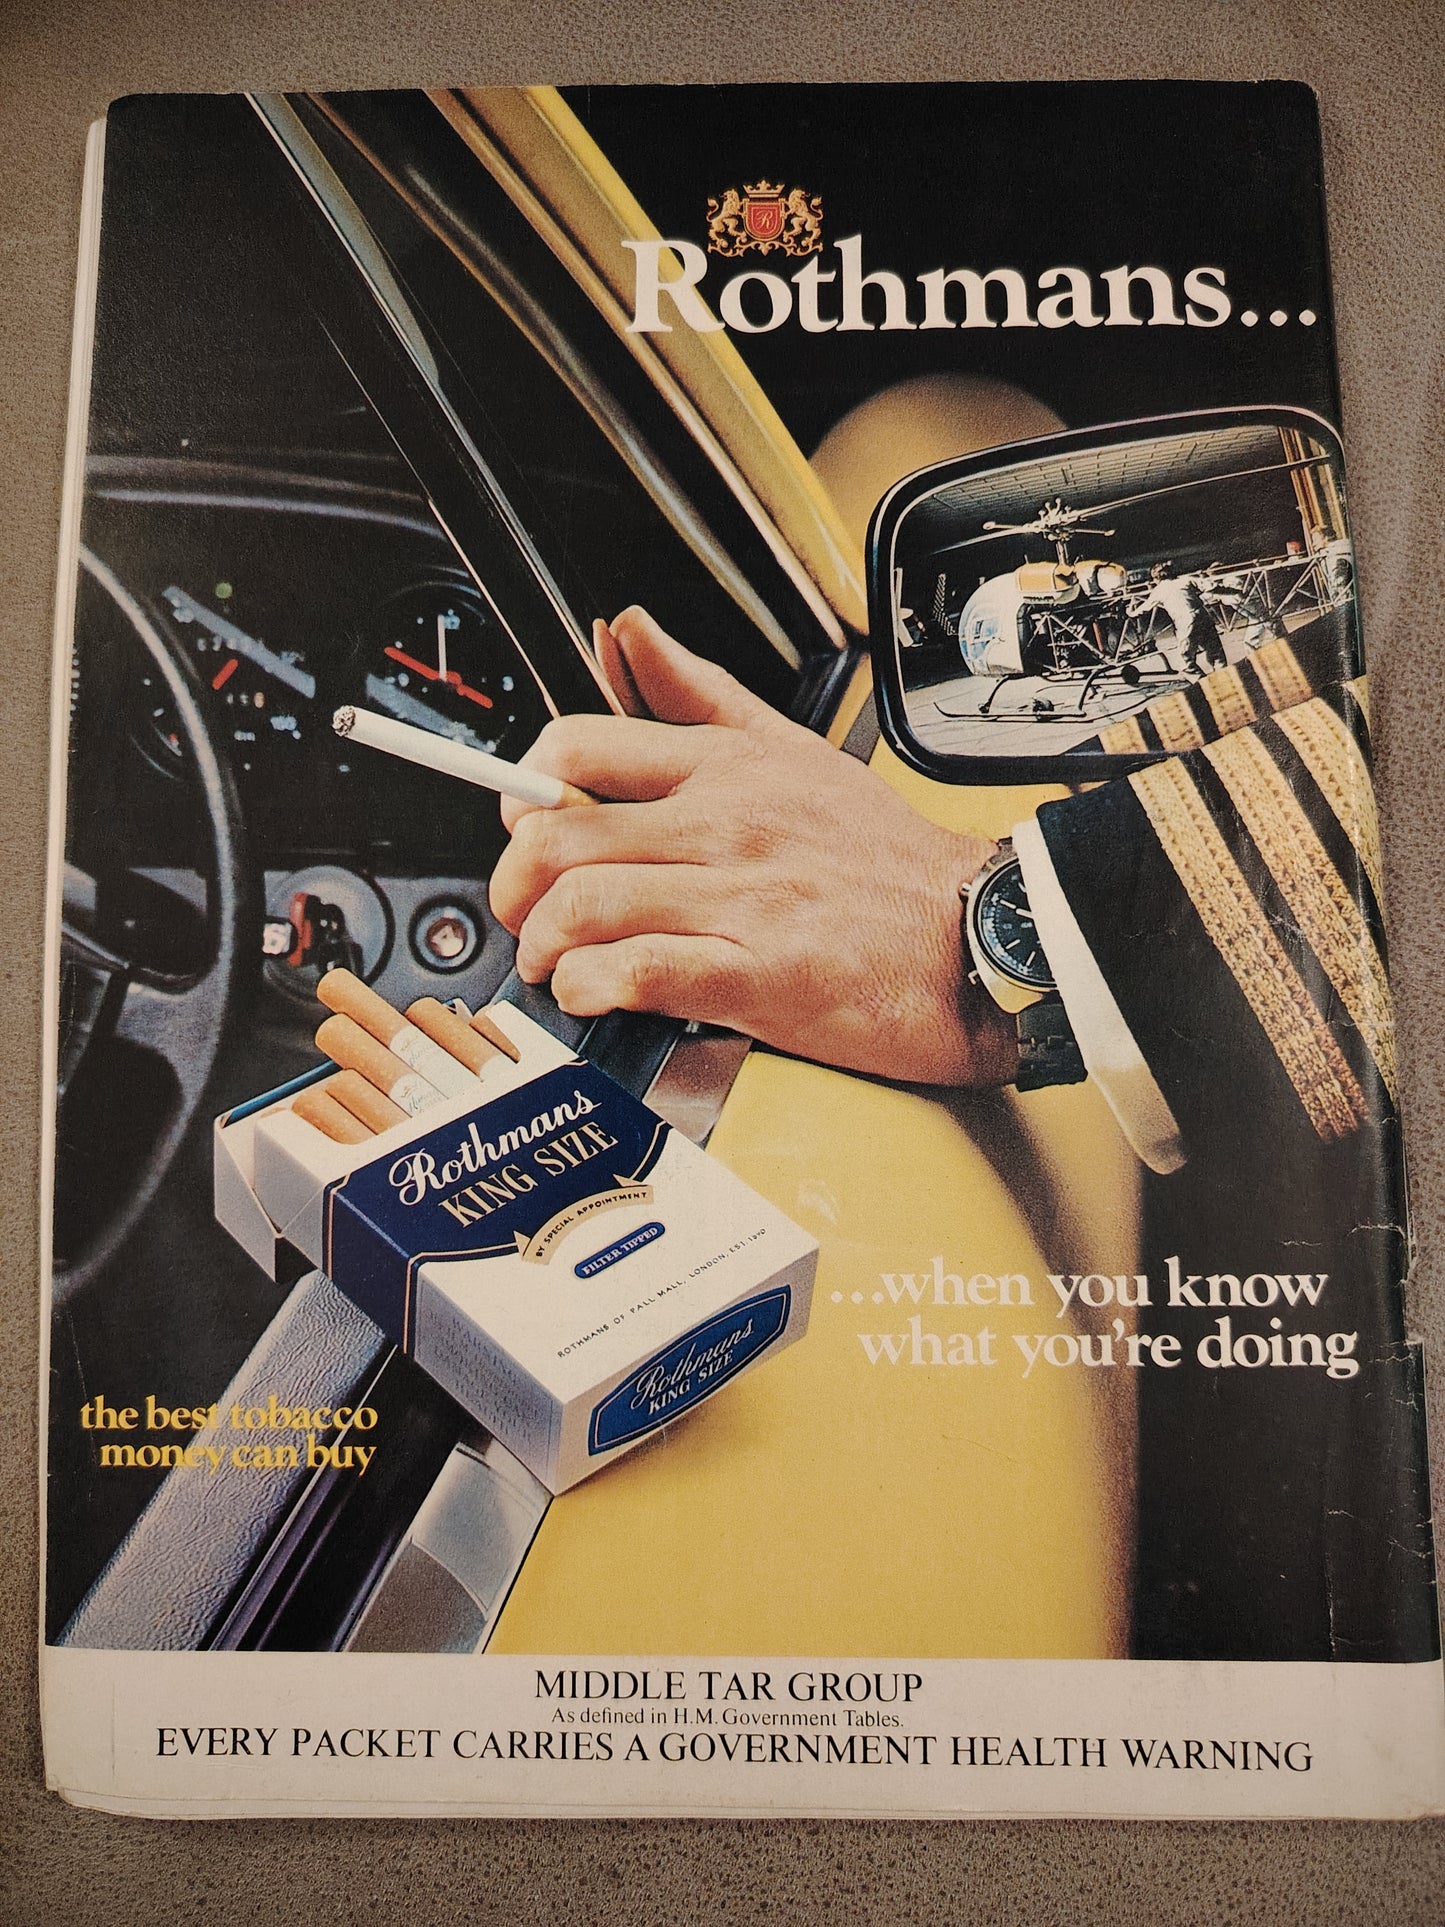 R
Rothmans...
Rothmans
KING SIZE
BY SPECIAL APPOINTMENT
FILTER TIPPED
ROTHMANS OF PALL MALL, LONDON, EST. 1890
Rothmans
KING SIZE
...when you know
what you're doing
the best tobacco
money can buy
MIDDLE TAR GROUP
As defined in H.M. Government Tables.
EVERY PACKET CARRIES A GOVERNMENT HEALTH WARNING